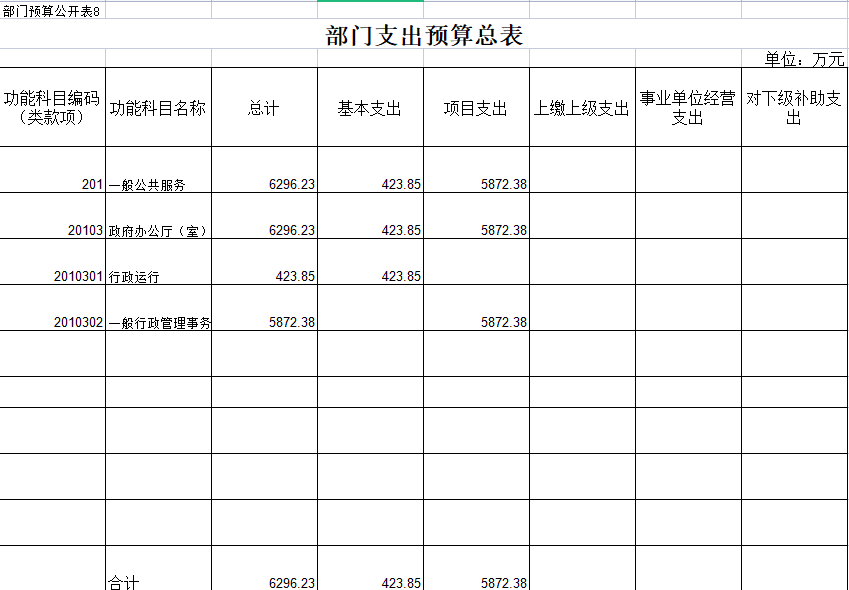 部门预算公开表8
部门支出预算总表
单位：万元
功能科目编码（类款项） 功能科目名称 总计 基本支出 项目支出 上缴上级支出 事业单位经营支出 对下级补助支出
201 一般公共服务 6296.23 423.85 5872.38
20103 政府办公厅（室） 6296.23 423.85 5872.38
2010301 行政运行 423.85 423.85
2010302 一般行政管理事务 5872.38 5872.38
合计 6296.23 423.85 5872.38